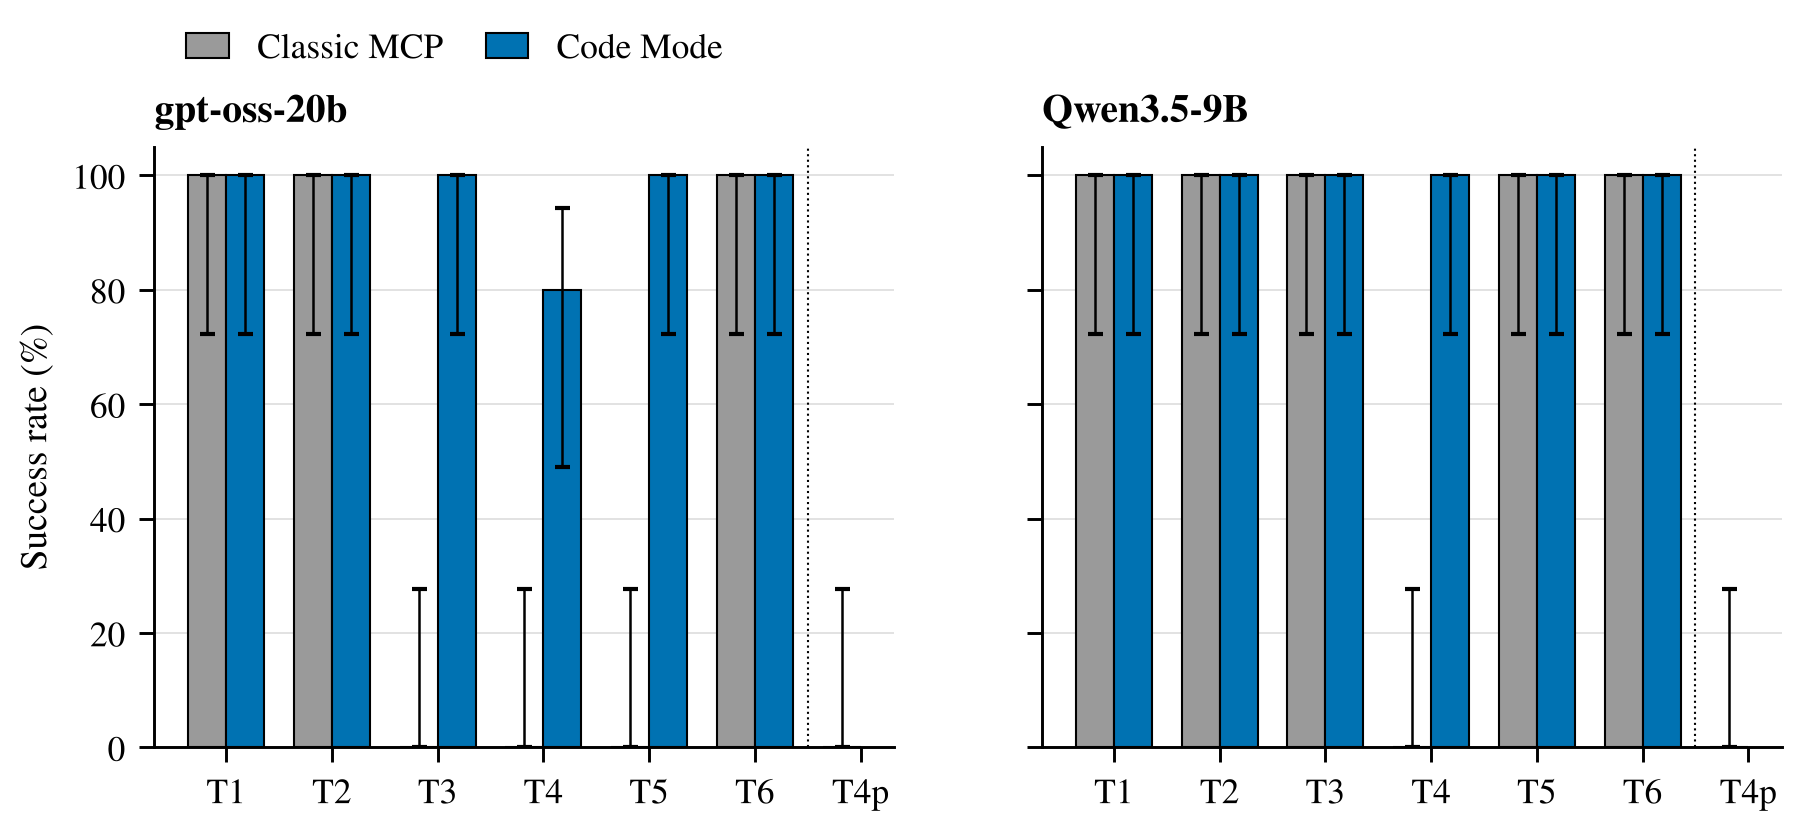 Classic MCP Code Mode
gpt-oss-20b
Success rate (%)
100
80
60
40
20
0
T1 T2 T3 T4 T5 T6 T4p
Qwen3.5-9B
T1 T2 T3 T4 T5 T6 T4p